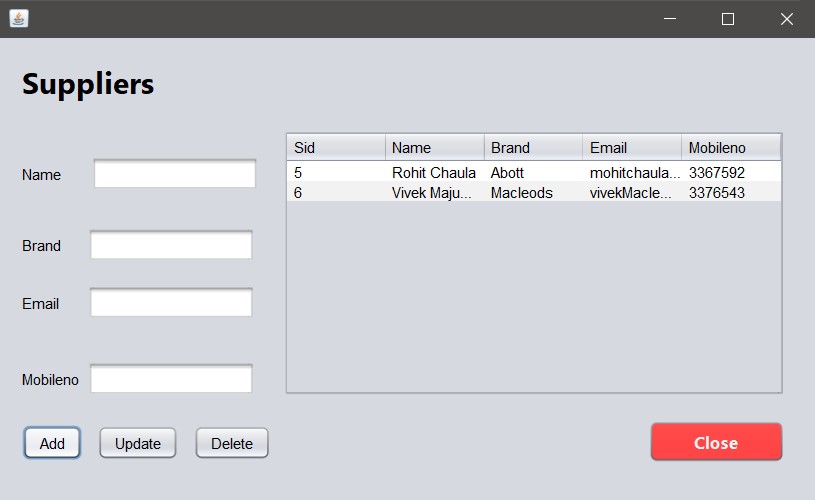 Suppliers
Name
Brand
Email
Mobileno
Add Update Delete
Sid Name Brand Email Mobileno
5 Rohit Chaula Abott mohitchaula... 3367592
6 Vivek Maju... Macleods vivekMacle... 3376543
Close